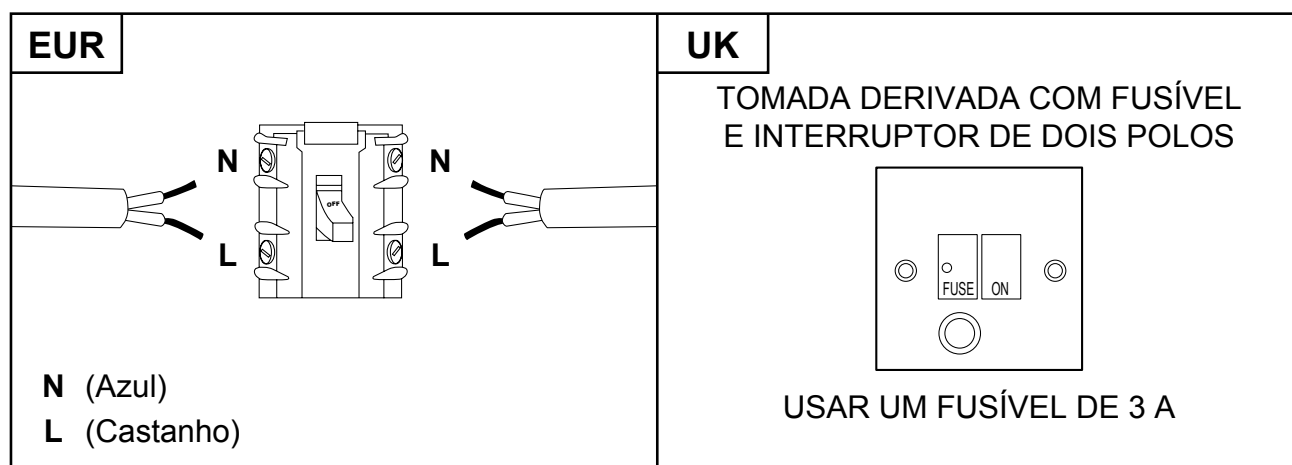 EUR
N
N
OFF
L
L
N (Azul)
L (Castanho)
UK
TOMADA DERIVADA COM FUSÍVEL
E INTERRUPTOR DE DOIS POLOS
FUSE ON
USAR UM FUSÍVEL DE 3 A